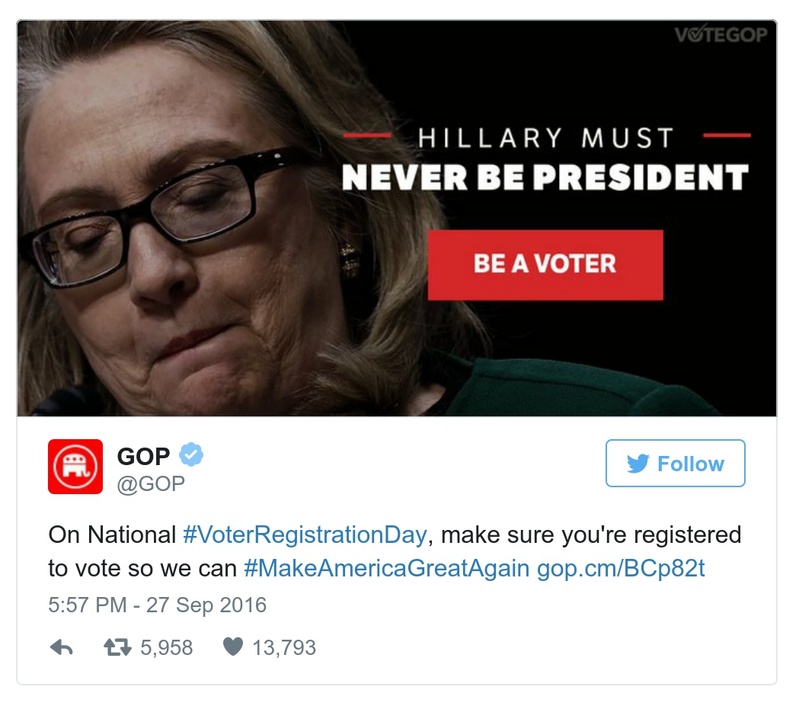 VOTEGOP
HILLARY MUST
NEVER BE PRESIDENT
BE A VOTER
GOP
@GOP
Follow
On National #VoterRegistrationDay, make sure you're registered
to vote so we can #MakeAmericaGreatAgain gop.cm/BCp82t
5:57 PM - 27 Sep 2016
5,958 13,793